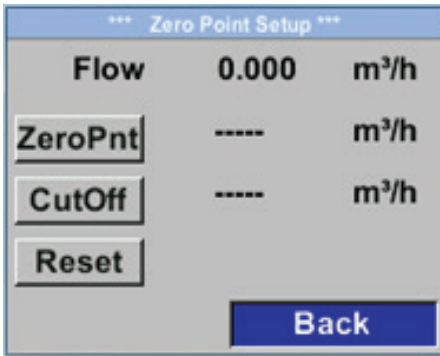 *** Zero Point Setup ***
Flow 0.000 m³/h
ZeroPnt ----- m³/h
CutOff ----- m³/h
Reset
Back